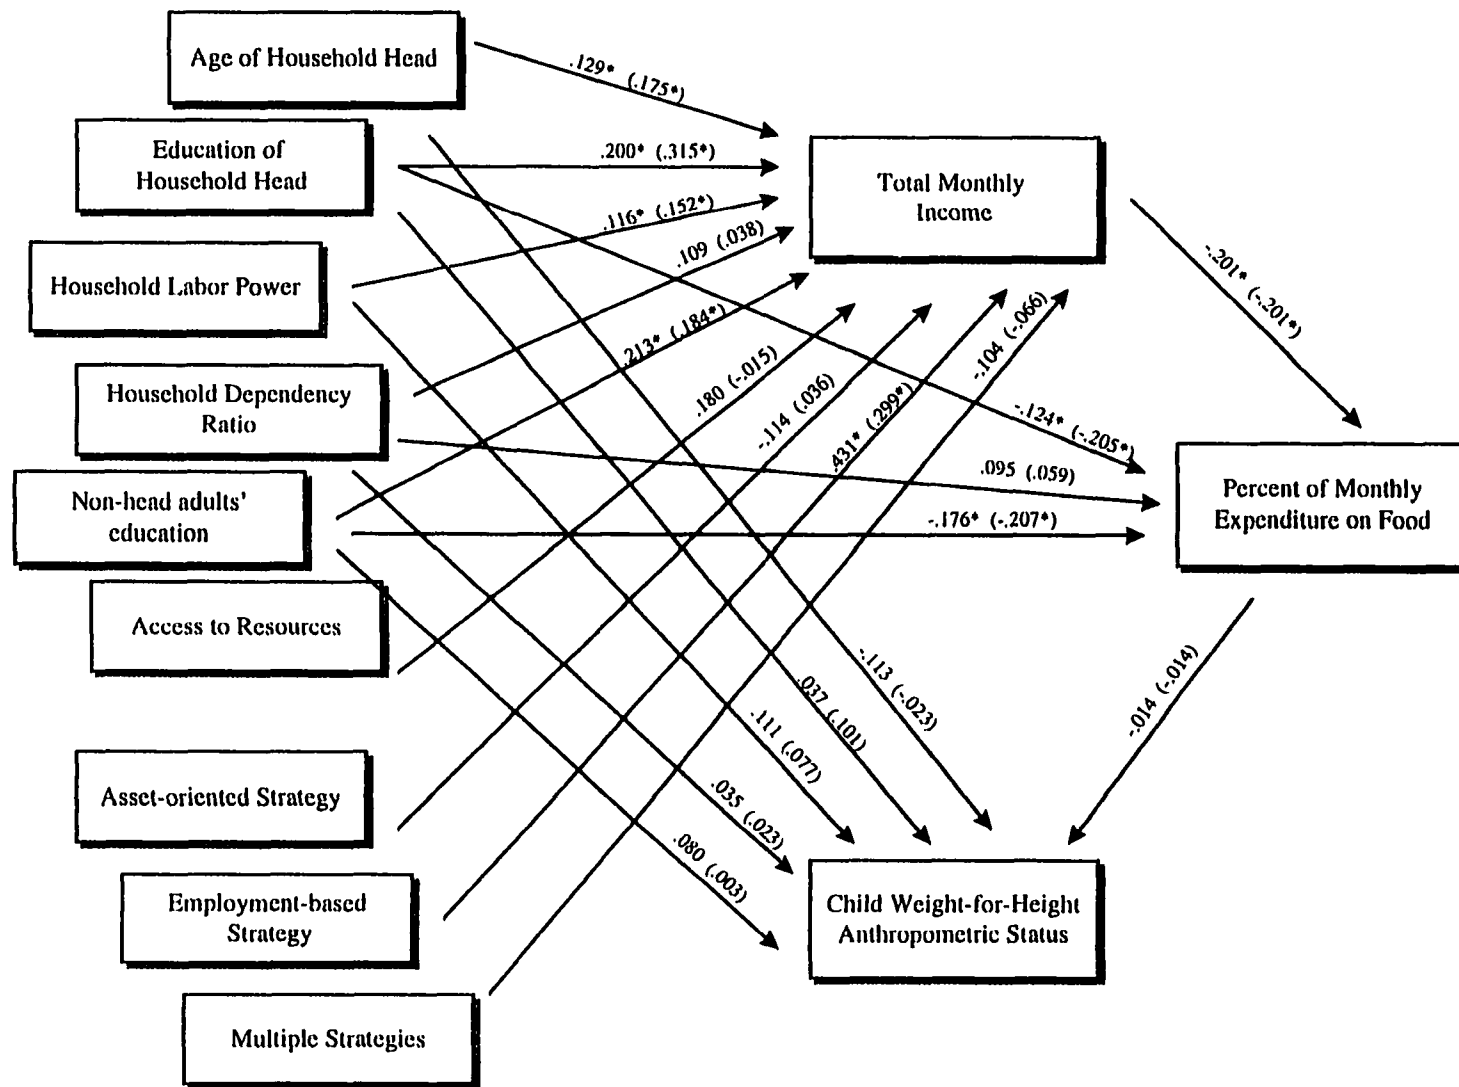 Age of Household Head
.129* (.175*)
Education of
Household Head
.200* (.315*)
Total Monthly
Income
Household Labor Power
.116* (.152*)
.109 (.038)
-.201* (-.201*)
Household Dependency
Ratio
.213* (.184*)
.180 (-.015)
-.114 (.036)
.431* (.299*)
-.104 (-.066)
-.124* (-.205*)
.095 (.059)
Non-head adults'
education
-.176* (-.207*)
Percent of Monthly
Expenditure on Food
Access to Resources
-.113 (-.023)
.037 (.101)
.111 (.077)
-.014 (-.014)
Asset-oriented Strategy
.035 (.023)
.080 (.003)
Employment-based
Strategy
Child Weight-for-Height
Anthropometric Status
Multiple Strategies